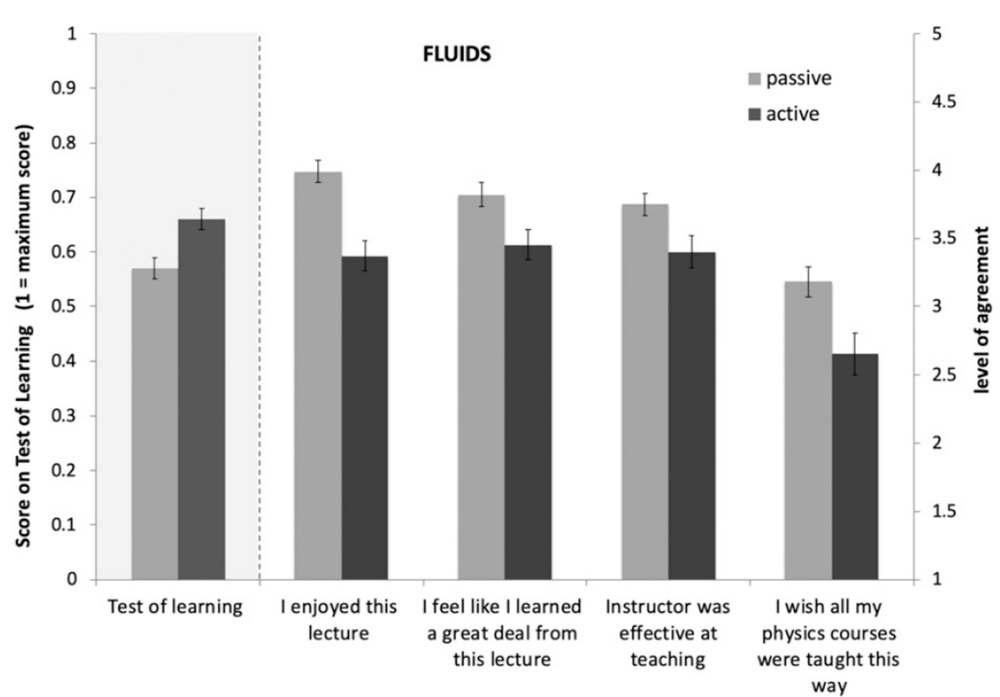 FLUIDS
passive
active
Score on Test of Learning (1 = maximum score)
1
0.9
0.8
0.7
0.6
0.5
0.4
0.3
0.2
0.1
0
5
4.5
4
3.5
3
2.5
2
1.5
1
level of agreement
Test of learning
I enjoyed this
lecture
I feel like I learned
a great deal from
this lecture
Instructor was
effective at
teaching
I wish all my
physics courses
were taught this
way